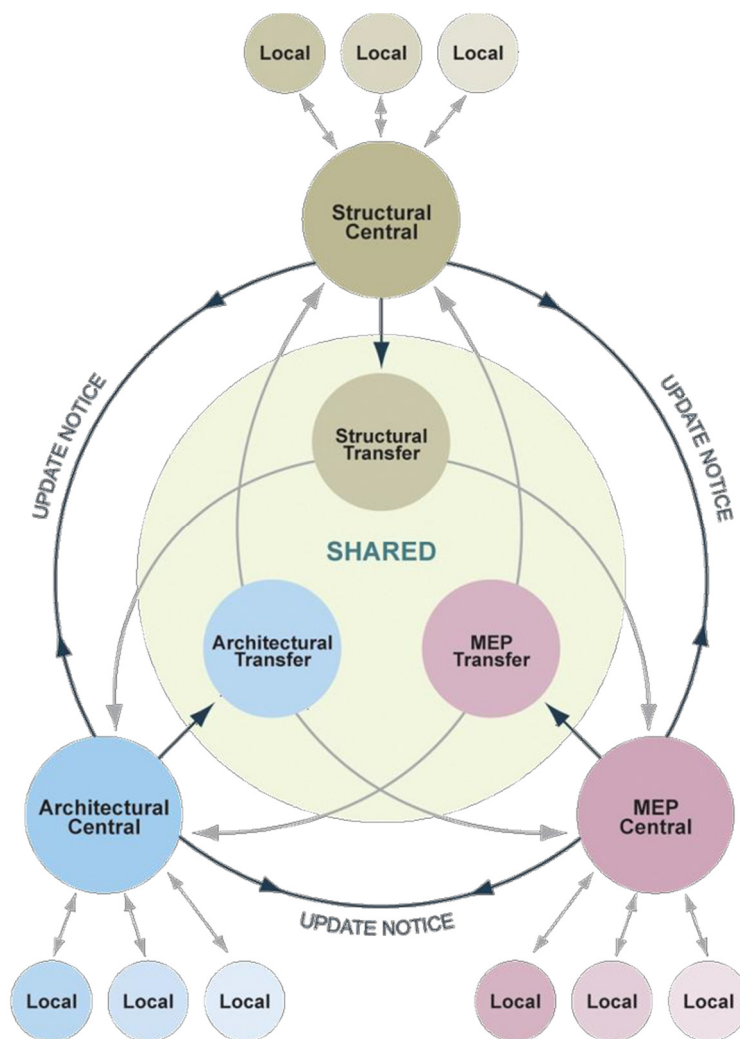 Local
Local
Local
Structural
Central
UPDATE NOTICE
UPDATE NOTICE
Structural
Transfer
SHARED
Architectural
Transfer
MEP
Transfer
Architectural
Central
MEP
Central
UPDATE NOTICE
Local
Local
Local
Local
Local
Local